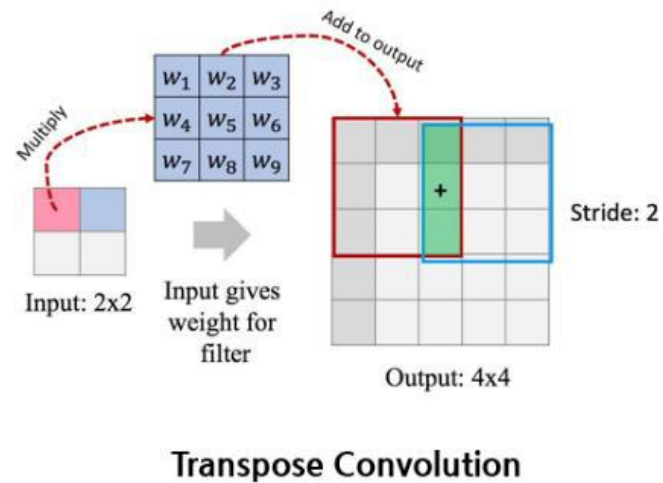 Multiply
Add to output
w₁ w₂ w₃
w₄ w₅ w₆
w₇ w₈ w₉
+
Stride: 2
Input: 2x2
Input gives
weight for
filter
Output: 4x4
Transpose Convolution